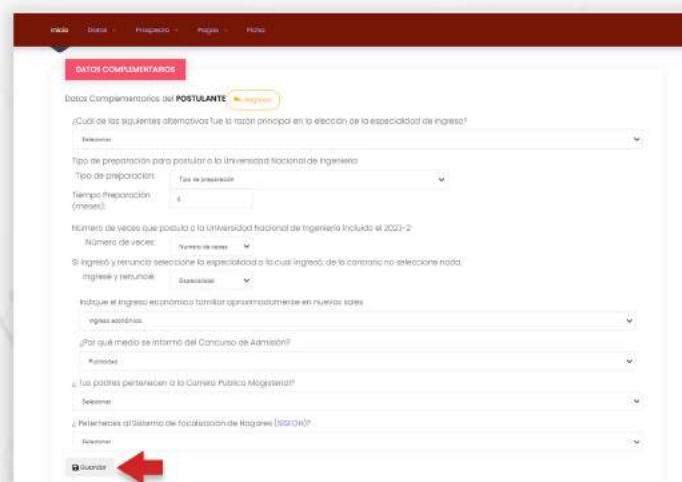 Inicio Datos Prospecto Pagos Ficha
DATOS COMPLEMENTARIOS
Datos Complementarios del POSTULANTE Regresar
¿Cuál de las siguientes alternativas fue la razón principal en la elección de la especialidad de ingreso?
Seleccionar
Tipo de preparación para postular a la Universidad Nacional de Ingeniería
Tipo de preparación: Tipo de preparación
Tiempo Preparación
(meses):
Número de veces que postula a la Universidad Nacional de Ingeniería incluido el 2023-2
Número de veces: Número de veces
Si ingresó y renunció seleccione la especialidad a la cual ingresó, de lo contrario no seleccione nada.
Ingresé y renuncié: Especialidad
Indique el ingreso económico familiar aproximadamente en nuevos soles
Ingreso económico
¿Por qué medio se informó del Concurso de Admisión?
Publicidad
¿ Tus padres pertenecen a la Carrera Publica Magisterial?
Seleccionar
¿ Perteneces al Sistema de Focalización de Hogares (SISFOH)?
Seleccionar
Guardar